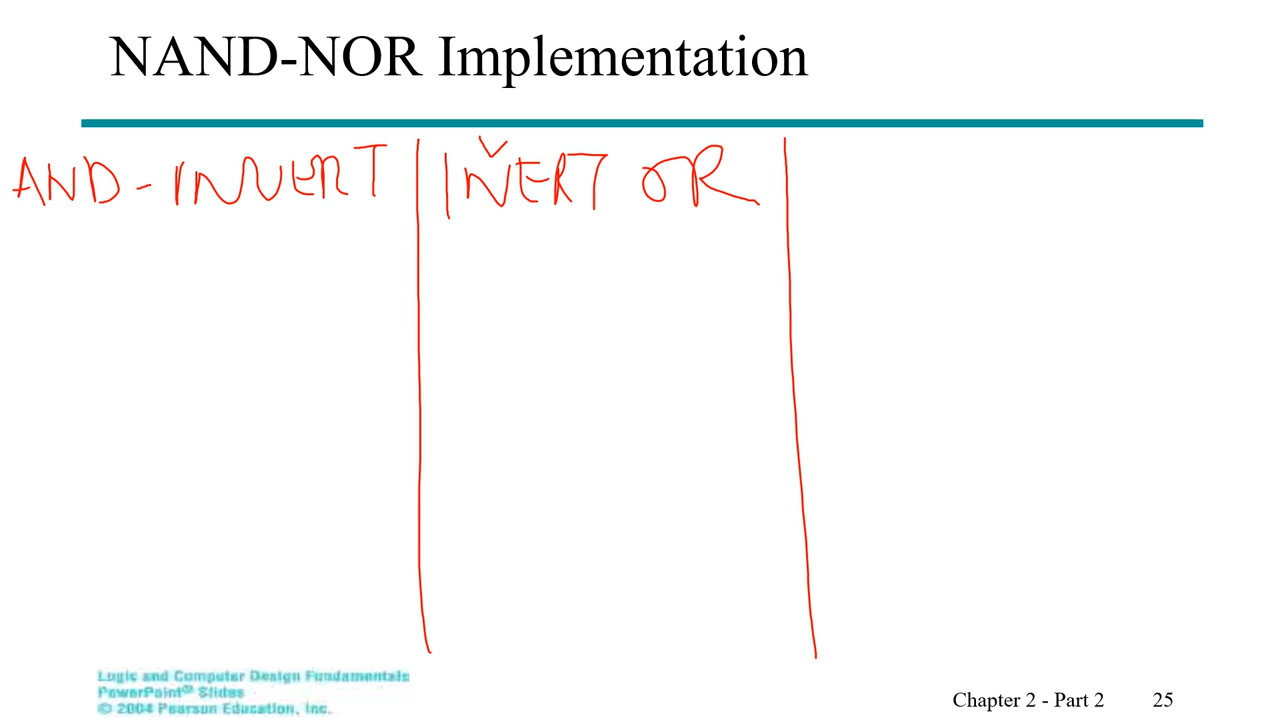 NAND-NOR Implementation
AND-INVERT
INVERT OR
Logic and Computer Design Fundamentals
PowerPoint® Slides
© 2004 Pearson Education, Inc.
Chapter 2 - Part 2 25